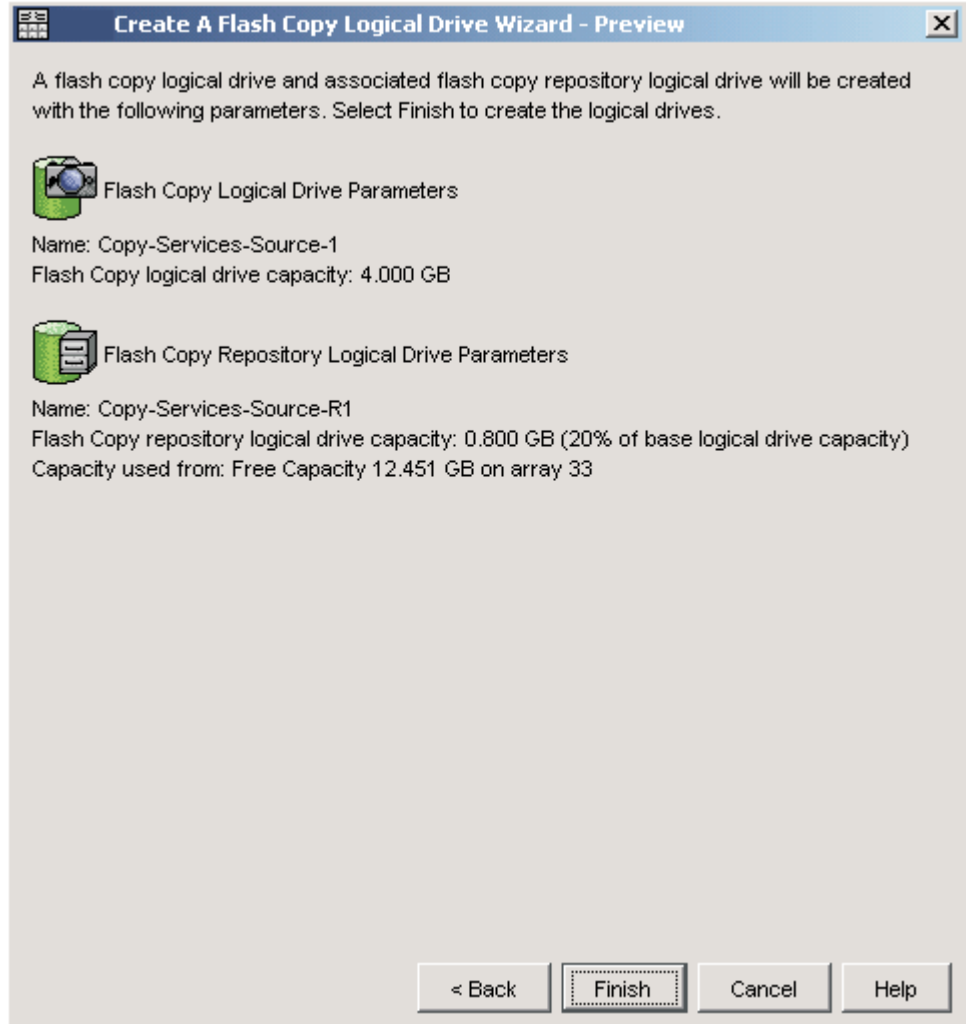 Create A Flash Copy Logical Drive Wizard - Preview
A flash copy logical drive and associated flash copy repository logical drive will be created
with the following parameters. Select Finish to create the logical drives.
Flash Copy Logical Drive Parameters
Name: Copy-Services-Source-1
Flash Copy logical drive capacity: 4.000 GB
Flash Copy Repository Logical Drive Parameters
Name: Copy-Services-Source-R1
Flash Copy repository logical drive capacity: 0.800 GB (20% of base logical drive capacity)
Capacity used from: Free Capacity 12.451 GB on array 33
< Back Finish Cancel Help